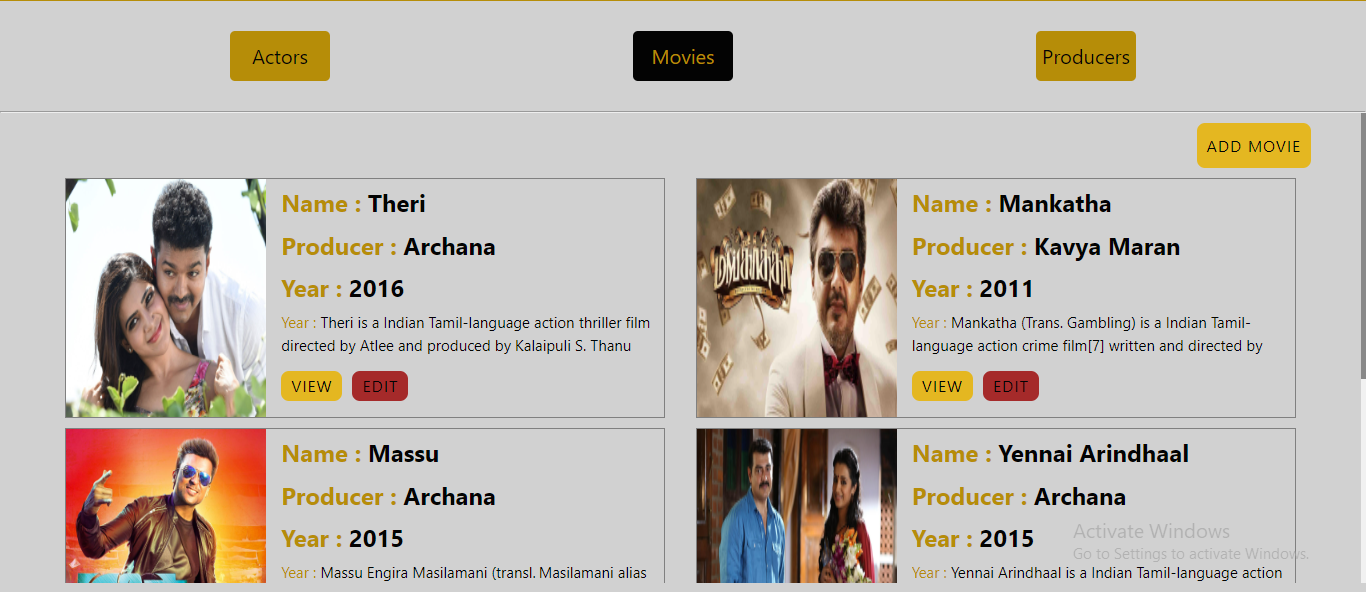 Actors
Movies
Producers
ADD MOVIE
Name : Theri
Producer : Archana
Year : 2016
Year : Theri is a Indian Tamil-language action thriller film
directed by Atlee and produced by Kalaipuli S. Thanu
VIEW
EDIT
மங்காத்தா
Name : Mankatha
Producer : Kavya Maran
Year : 2011
Year : Mankatha (Trans. Gambling) is a Indian Tamil-
language action crime film[7] written and directed by
VIEW
EDIT
Name : Massu
Producer : Archana
Year : 2015
Year : Massu Engira Masilamani (transl. Masilamani alias
Name : Yennai Arindhaal
Producer : Archana
Year : 2015
Year : Yennai Arindhaal is a Indian Tamil-language action
Activate Windows
Go to Settings to activate Windows.